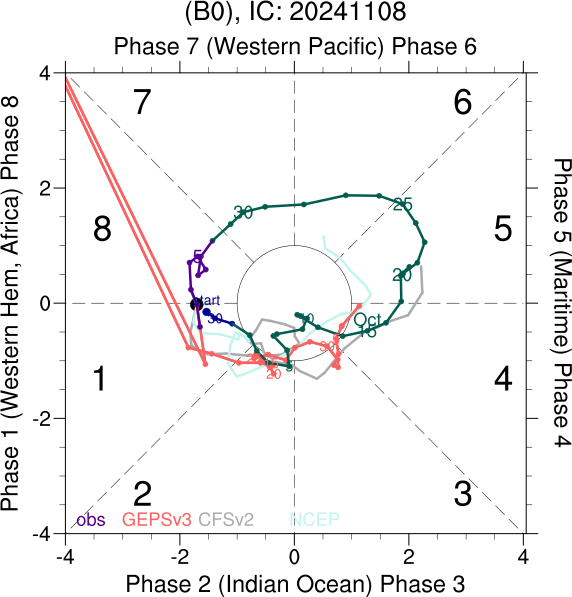 (B0), IC: 20241108
Phase 7 (Western Pacific) Phase 6
Phase 1 (Western Hem, Africa) Phase 8
Phase 5 (Maritime) Phase 4
4
7
6
2
30
25
8
5
5
20
0
start
30
Oct
15
30
20
1
4
-2
2
3
obs GEPSv3 CFSv2 NCEP
-4
-4 -2 0 2 4
Phase 2 (Indian Ocean) Phase 3